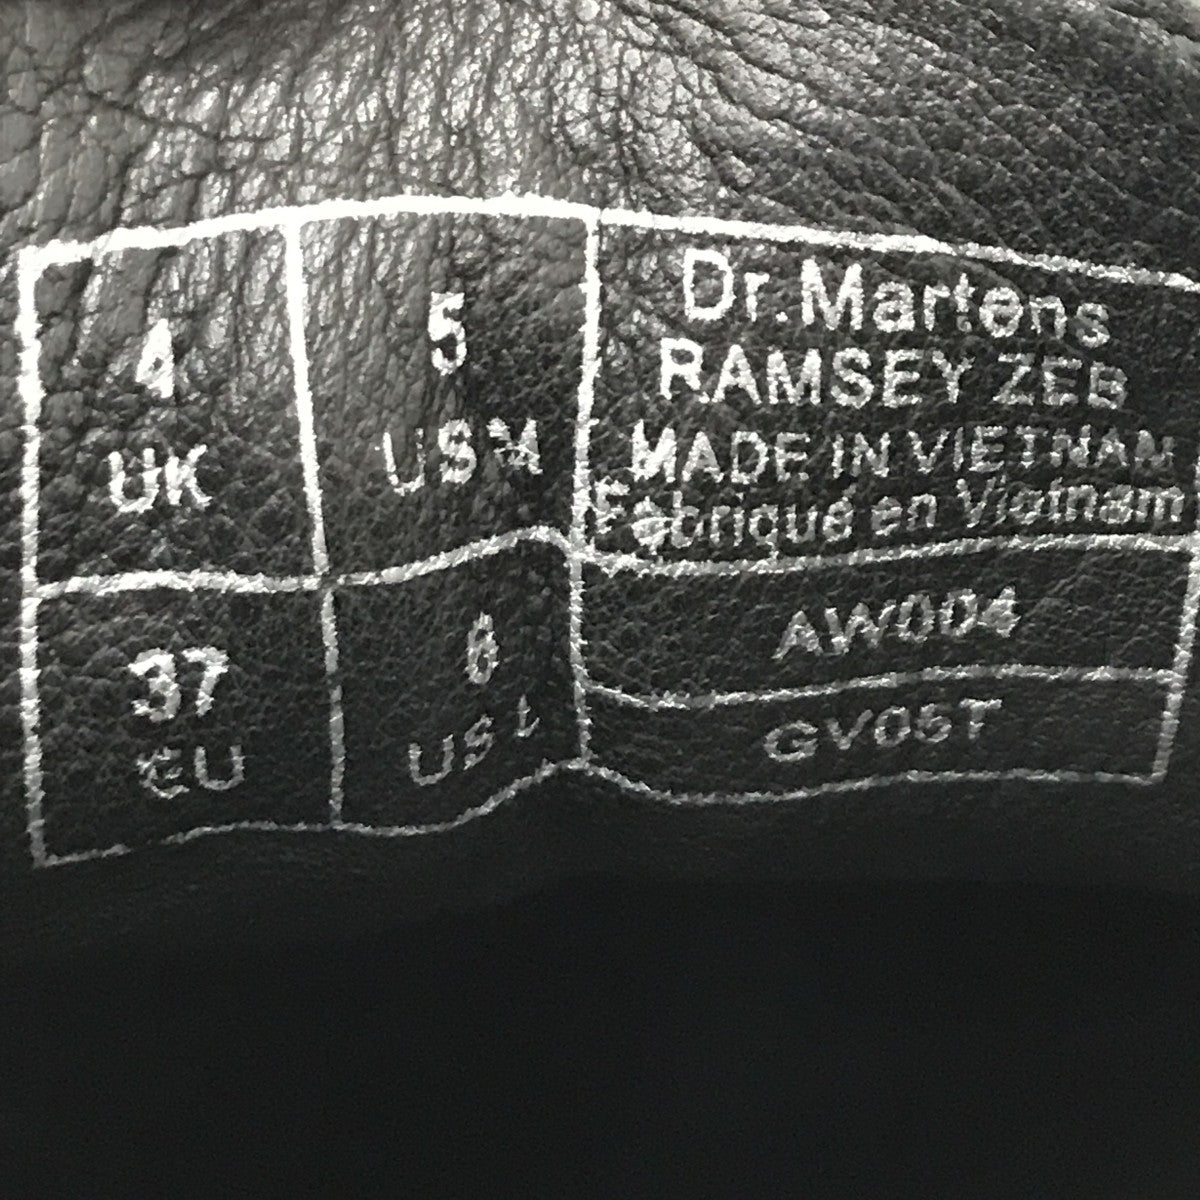 4
UK
5
USM
Dr. Martens
RAMSEY ZEB
MADE IN VIETNAM
Fabriqué en Vietnam
37
EU
6
US L
AW004
GV05T